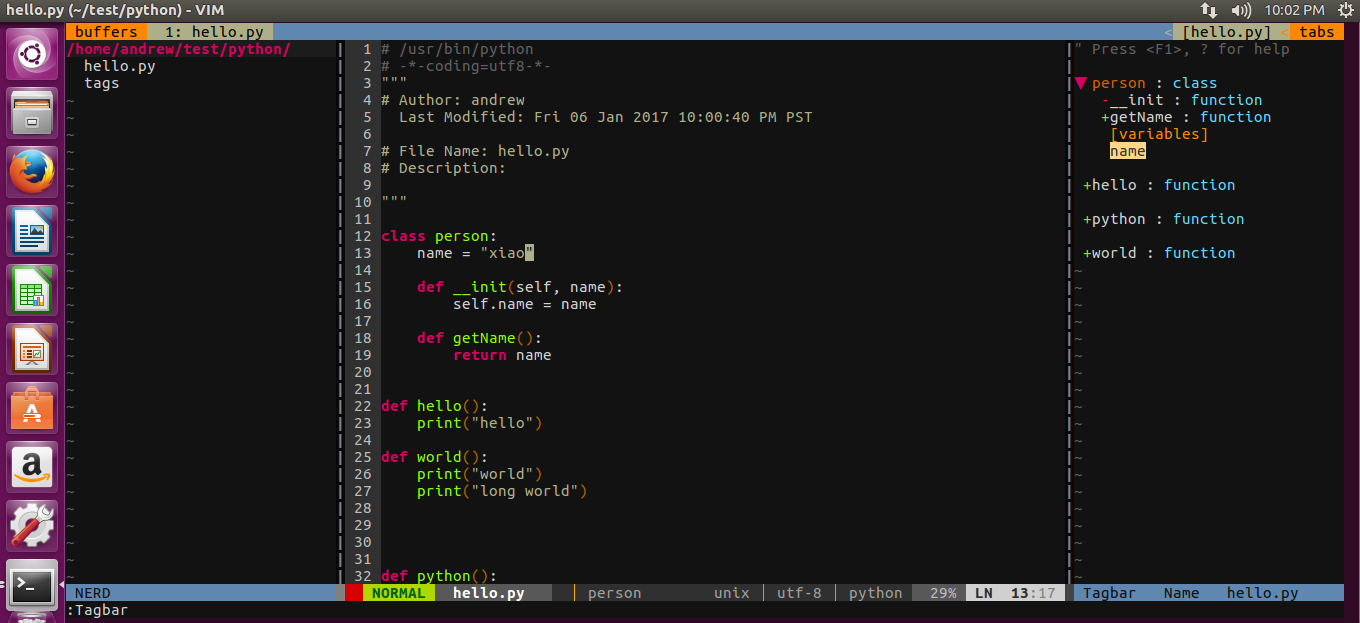 hello.py (~/test/python) - VIM
10:02 PM
buffers 1: hello.py
< [hello.py] < tabs
/home/andrew/test/python/
hello.py
tags
1 # /usr/bin/python
2 # -*-coding=utf8-*-
3 """
4 # Author: andrew
5   Last Modified: Fri 06 Jan 2017 10:00:40 PM PST
6
7 # File Name: hello.py
8 # Description:
9
10 """
11
12 class person:
13     name = "xiao"
14
15     def __init(self, name):
16         self.name = name
17
18     def getName():
19         return name
20
21
22 def hello():
23     print("hello")
24
25 def world():
26     print("world")
27     print("long world")
28
29
30
31
32 def python():
" Press <F1>, ? for help
▼ person : class
-__init : function
+getName : function
[variables]
name
+hello : function
+python : function
+world : function
NERD
NORMAL hello.py person unix utf-8 python 29% LN 13:17
Tagbar Name hello.py
:Tagbar